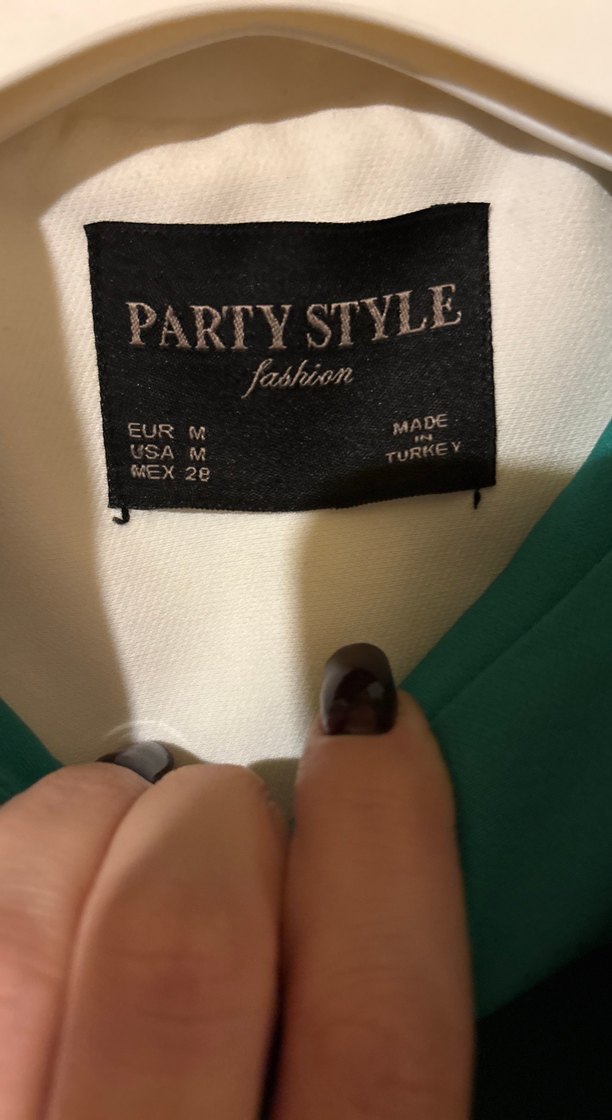 PARTY STYLE
fashion
EUR M
USA M
MEX 28
MADE
IN
TURKEY